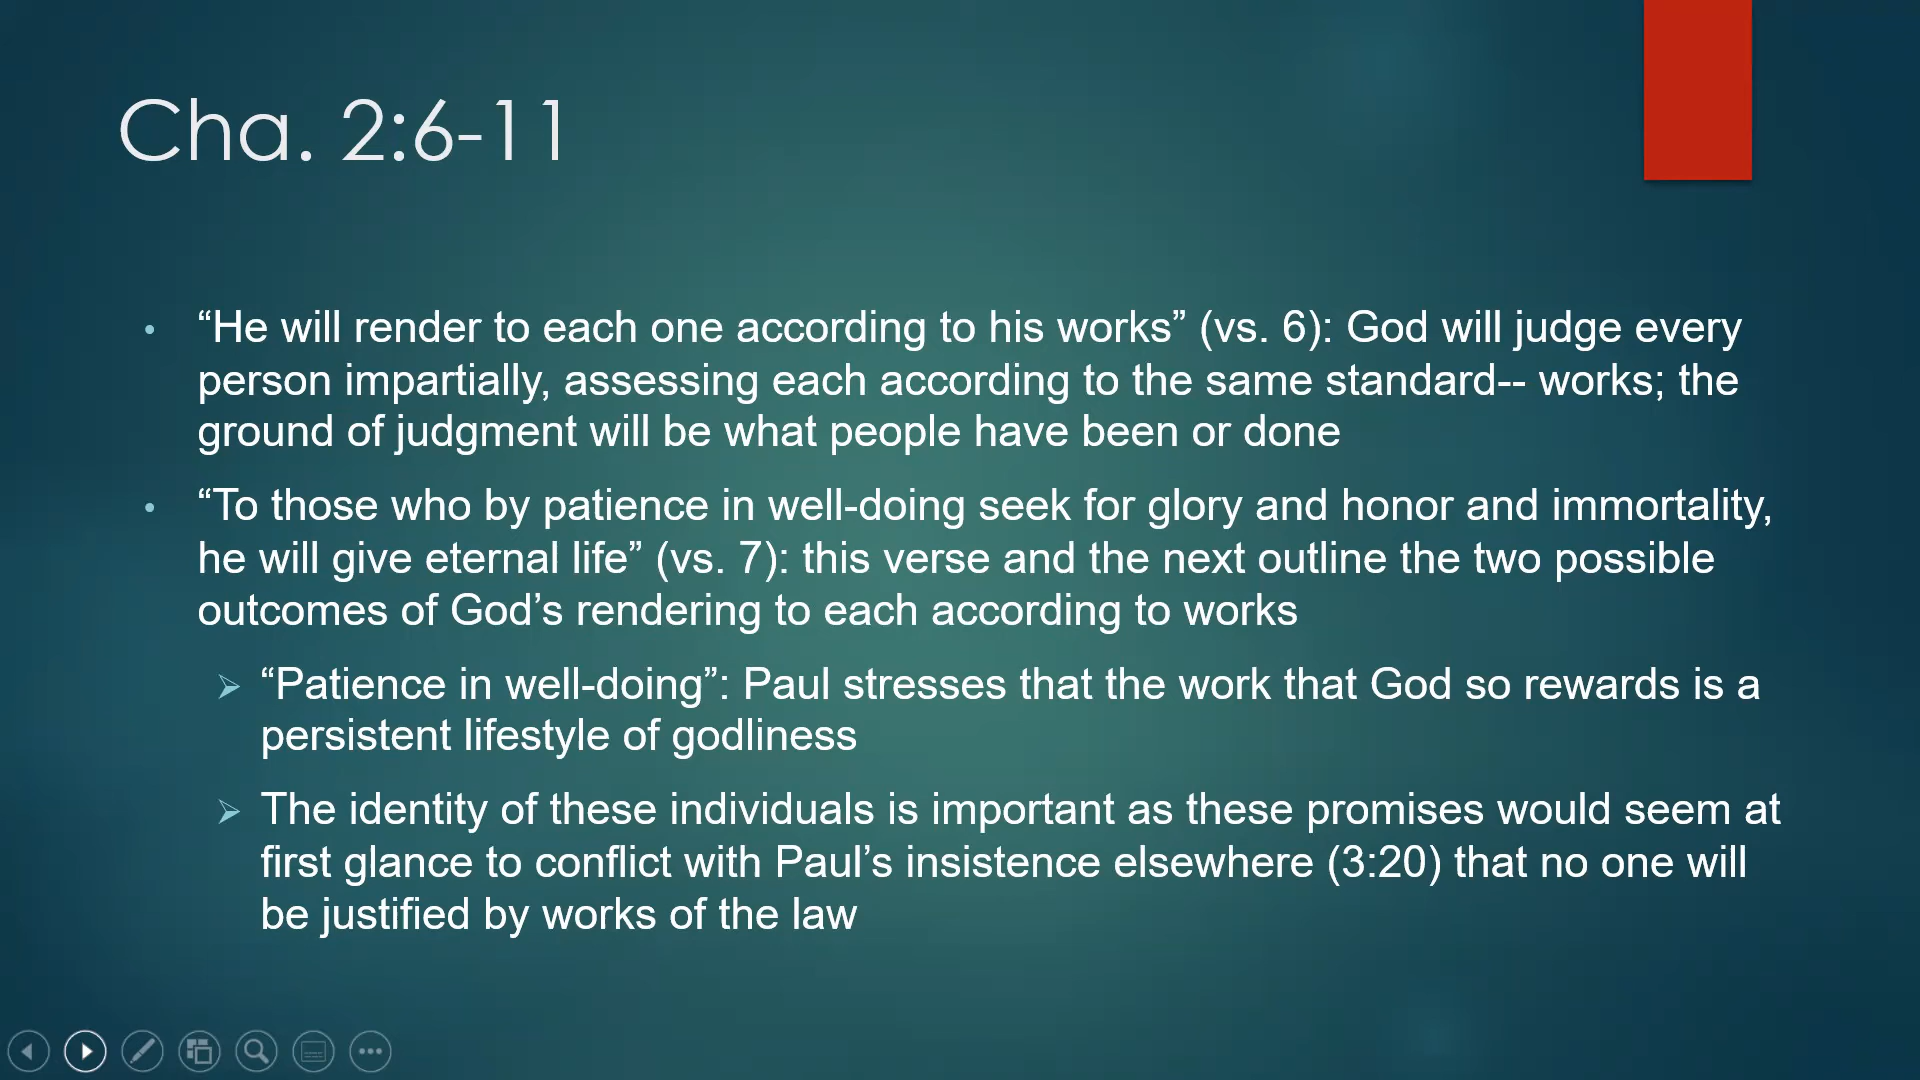 Cha. 2:6-11
• “He will render to each one according to his works” (vs. 6): God will judge every
person impartially, assessing each according to the same standard-- works; the
ground of judgment will be what people have been or done
• “To those who by patience in well-doing seek for glory and honor and immortality,
he will give eternal life” (vs. 7): this verse and the next outline the two possible
outcomes of God’s rendering to each according to works
➢ “Patience in well-doing”: Paul stresses that the work that God so rewards is a
persistent lifestyle of godliness
➢ The identity of these individuals is important as these promises would seem at
first glance to conflict with Paul’s insistence elsewhere (3:20) that no one will
be justified by works of the law